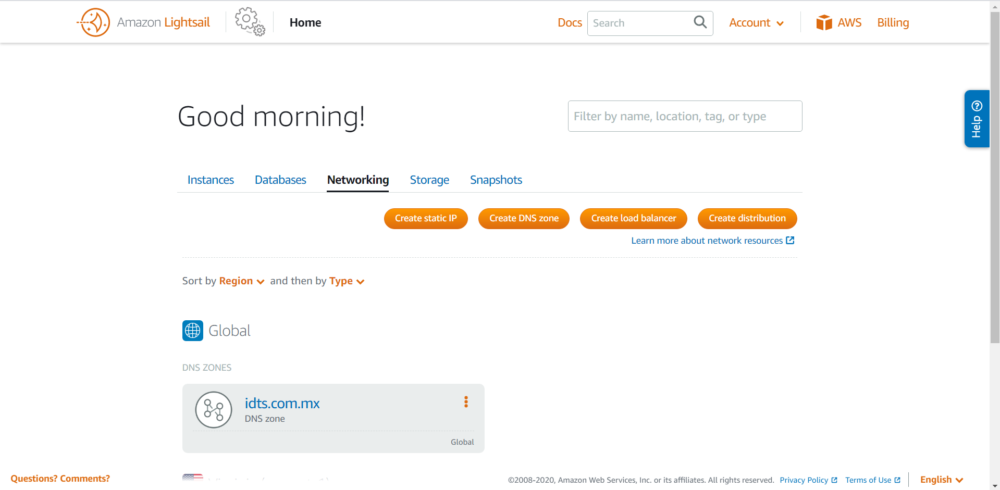 Amazon Lightsail
Home
Docs
Search
Account
AWS
Billing
Good morning!
Filter by name, location, tag, or type
Help
Instances
Databases
Networking
Storage
Snapshots
Create static IP
Create DNS zone
Create load balancer
Create distribution
Learn more about network resources
Sort by Region and then by Type
Global
DNS ZONES
idts.com.mx
DNS zone
Global
Questions? Comments?
©2008-2020, Amazon Web Services, Inc. or its affiliates. All rights reserved.
Privacy Policy
Terms of Use
English